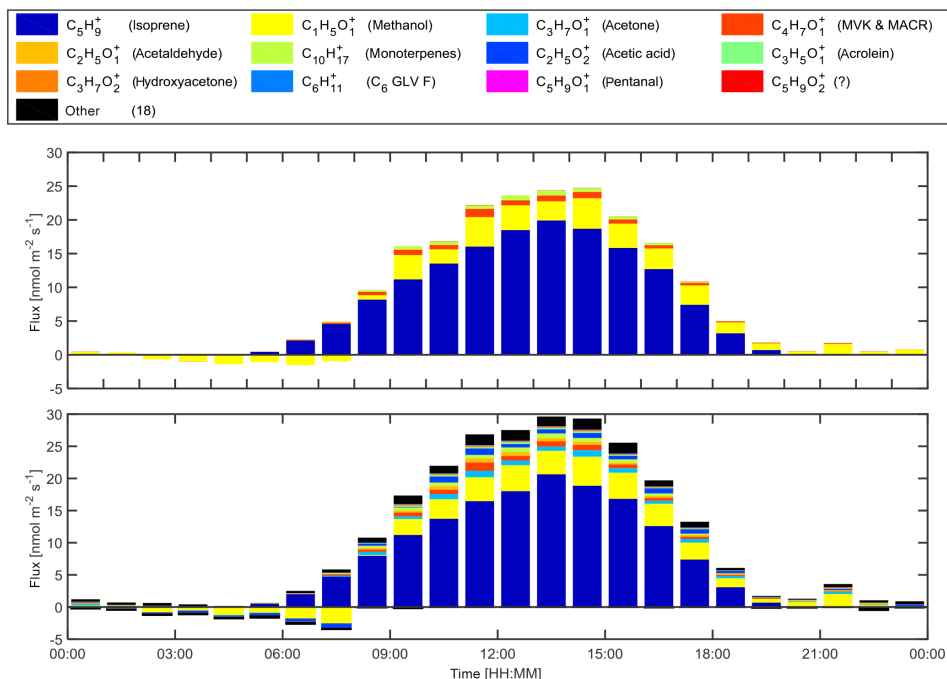 C₅H₉⁺ (Isoprene) C₁H₅O₁⁺ (Methanol) C₃H₇O₁⁺ (Acetone) C₄H₇O₁⁺ (MVK & MACR)
C₂H₅O₁⁺ (Acetaldehyde) C₁₀H₁₇⁺ (Monoterpenes) C₂H₅O₂⁺ (Acetic acid) C₃H₅O₁⁺ (Acrolein)
C₃H₇O₂⁺ (Hydroxyacetone) C₆H₁₁⁺ (C₆ GLV F) C₅H₉O₁⁺ (Pentanal) C₅H₉O₂⁺ (?)
Other (18)
30
25
20
15
10
5
0
-5
Flux [nmol m⁻² s⁻¹]
30
25
20
15
10
5
0
-5
Flux [nmol m⁻² s⁻¹]
00:00 03:00 06:00 09:00 12:00 15:00 18:00 21:00 00:00
Time [HH:MM]